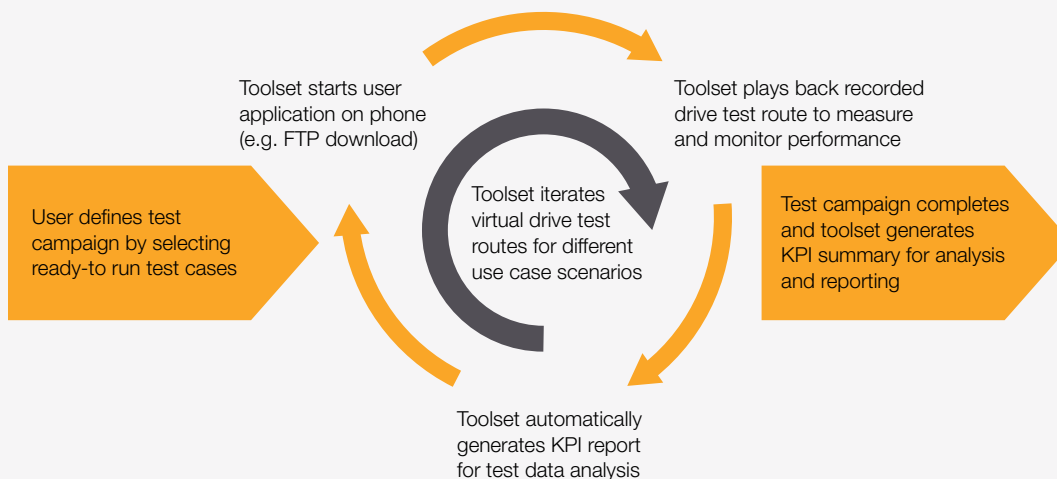 User defines test
campaign by selecting
ready-to run test cases
Toolset starts user
application on phone
(e.g. FTP download)
Toolset plays back recorded
drive test route to measure
and monitor performance
Toolset iterates
virtual drive test
routes for different
use case scenarios
Toolset automatically
generates KPI report
for test data analysis
Test campaign completes
and toolset generates
KPI summary for analysis
and reporting